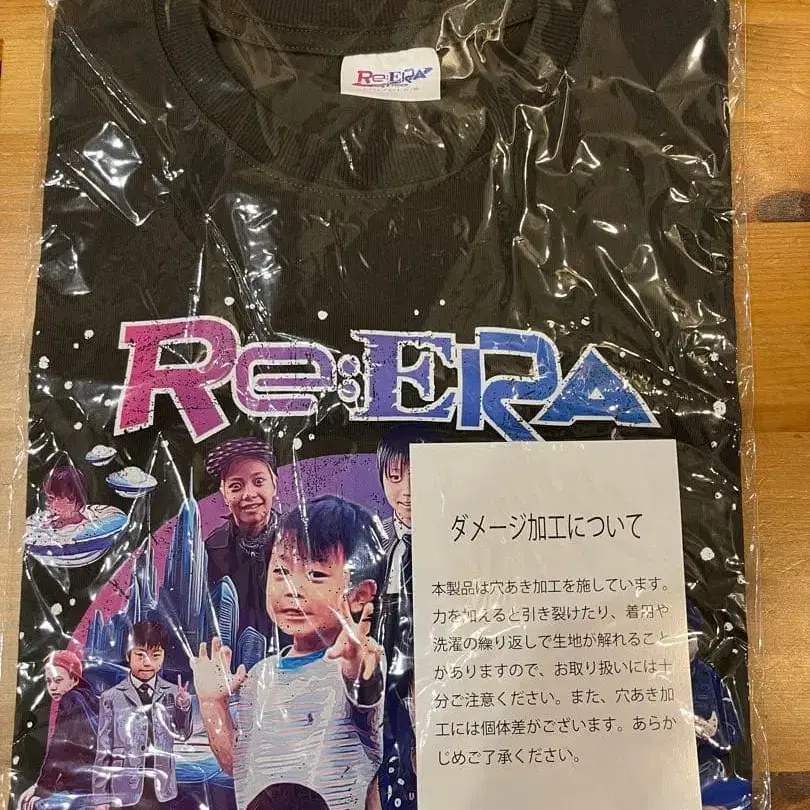 Re:ERA
Re:ERA
ダメージ加工について
本製品は穴あき加工を施しています。
力を加えると引き裂けたり、着用や
洗濯の繰り返しで生地が解れること
がありますので、お取り扱いには十
分ご注意ください。また、穴あき加
工には個体差がございます。あらか
じめご了承ください。